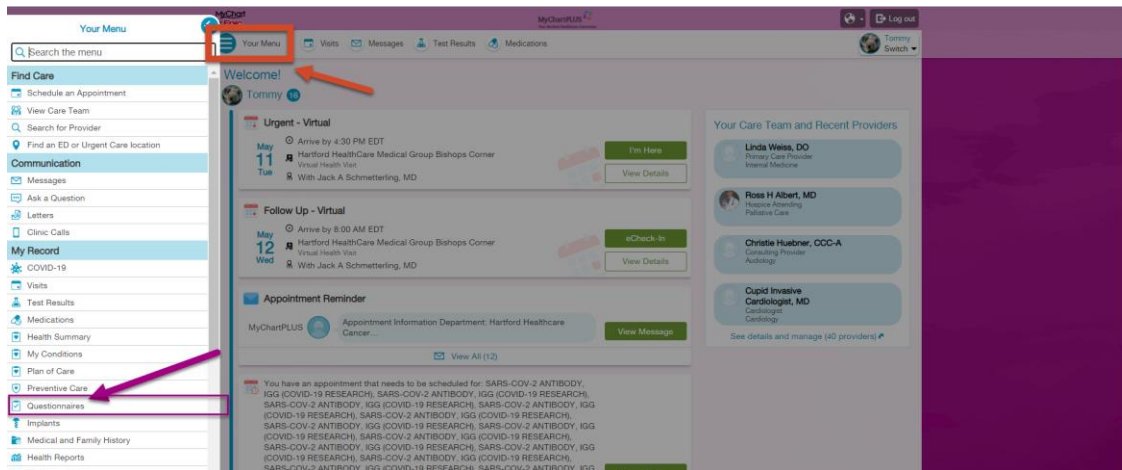 Your Menu
Search the menu
Find Care
Schedule an Appointment
View Care Team
Search for Provider
Find an ED or Urgent Care location
Communication
Messages
Ask a Question
Letters
Clinic Calls
My Record
COVID-19
Visits
Test Results
Medications
Health Summary
My Conditions
Plan of Care
Preventive Care
Questionnaires
Implants
Medical and Family History
Health Reports
MyChart
MyChartPLUS
Log out
Your Menu
Visits
Messages
Test Results
Medications
Tommy
Switch
Welcome!
Tommy 16
Urgent - Virtual
May
11
Tue
Arrive by 4:30 PM EDT
Hartford HealthCare Medical Group Bishops Corner
Virtual Health Visit
With Jack A Schmetterling, MD
I'm Here
View Details
Follow Up - Virtual
May
12
Wed
Arrive by 8:00 AM EDT
Hartford HealthCare Medical Group Bishops Corner
Virtual Health Visit
With Jack A Schmetterling, MD
eCheck-In
View Details
Appointment Reminder
MyChartPLUS
Appointment Information Department: Hartford Healthcare
Cancer...
View Message
View All (12)
You have an appointment that needs to be scheduled for: SARS-COV-2 ANTIBODY,
IGG (COVID-19 RESEARCH), SARS-COV-2 ANTIBODY, IGG (COVID-19 RESEARCH),
SARS-COV-2 ANTIBODY, IGG (COVID-19 RESEARCH), SARS-COV-2 ANTIBODY, IGG
(COVID-19 RESEARCH), SARS-COV-2 ANTIBODY, IGG (COVID-19 RESEARCH),
SARS-COV-2 ANTIBODY, IGG (COVID-19 RESEARCH), SARS-COV-2 ANTIBODY, IGG
(COVID-19 RESEARCH), SARS-COV-2 ANTIBODY, IGG (COVID-19 RESEARCH),
SARS-COV-2 ANTIBODY, IGG (COVID-19 RESEARCH), SARS-COV-2 ANTIBODY, IGG
(COVID-19 RESEARCH), SARS-COV-2 ANTIBODY, IGG (COVID-19 RESEARCH),
SARS-COV-2 ANTIBODY, IGG (COVID-19 RESEARCH), SARS-COV-2 ANTIBODY, IGG
Your Care Team and Recent Providers
Linda Weiss, DO
Primary Care Provider
Internal Medicine
Ross H Albert, MD
Hospice Attending
Palliative Care
Christie Huebner, CCC-A
Consulting Provider
Audiology
Cupid Invasive
Cardiologist, MD
Cardiologist
Cardiology
See details and manage (40 providers)